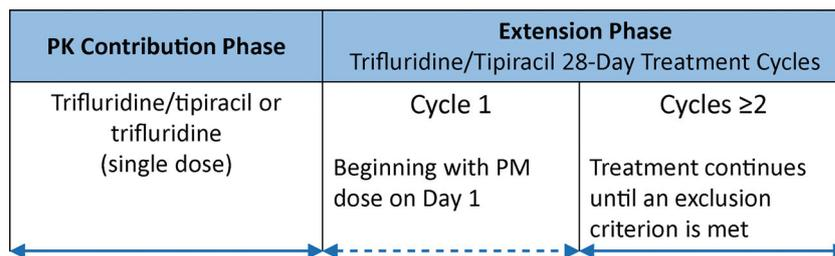 PK Contribution Phase
Extension Phase
Trifluridine/Tipiracil 28-Day Treatment Cycles
Trifluridine/tipiracil or
trifluridine
(single dose)
Cycle 1
Beginning with PM
dose on Day 1
Cycles ≥2
Treatment continues
until an exclusion
criterion is met